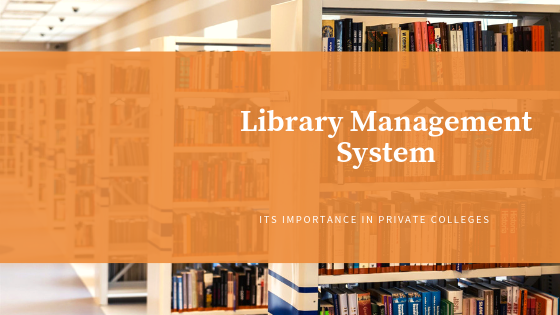 Library Management
System
ITS IMPORTANCE IN PRIVATE COLLEGES